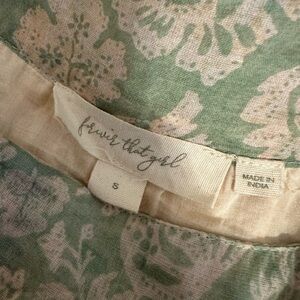 forever that girl
S
MADE IN
INDIA